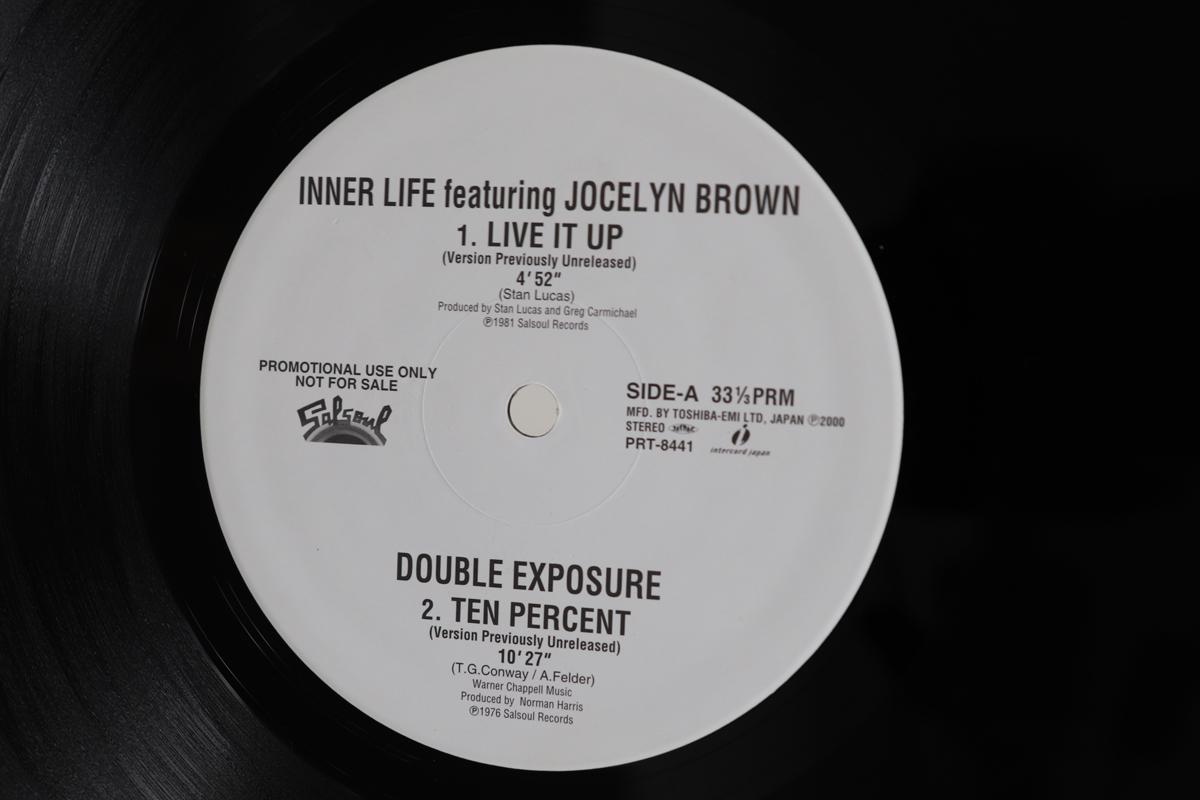 INNER LIFE featuring JOCELYN BROWN
1. LIVE IT UP
(Version Previously Unreleased)
4'52"
(Stan Lucas)
Produced by Stan Lucas and Greg Carmichael
℗1981 Salsoul Records
PROMOTIONAL USE ONLY
NOT FOR SALE
Salsoul
SIDE-A 33⅓PRM
MFD. BY TOSHIBA-EMI LTD, JAPAN ℗2000
STEREO
PRT-8441
intercord japan
DOUBLE EXPOSURE
2. TEN PERCENT
(Version Previously Unreleased)
10'27"
(T.G.Conway / A.Felder)
Warner Chappell Music
Produced by Norman Harris
℗1976 Salsoul Records